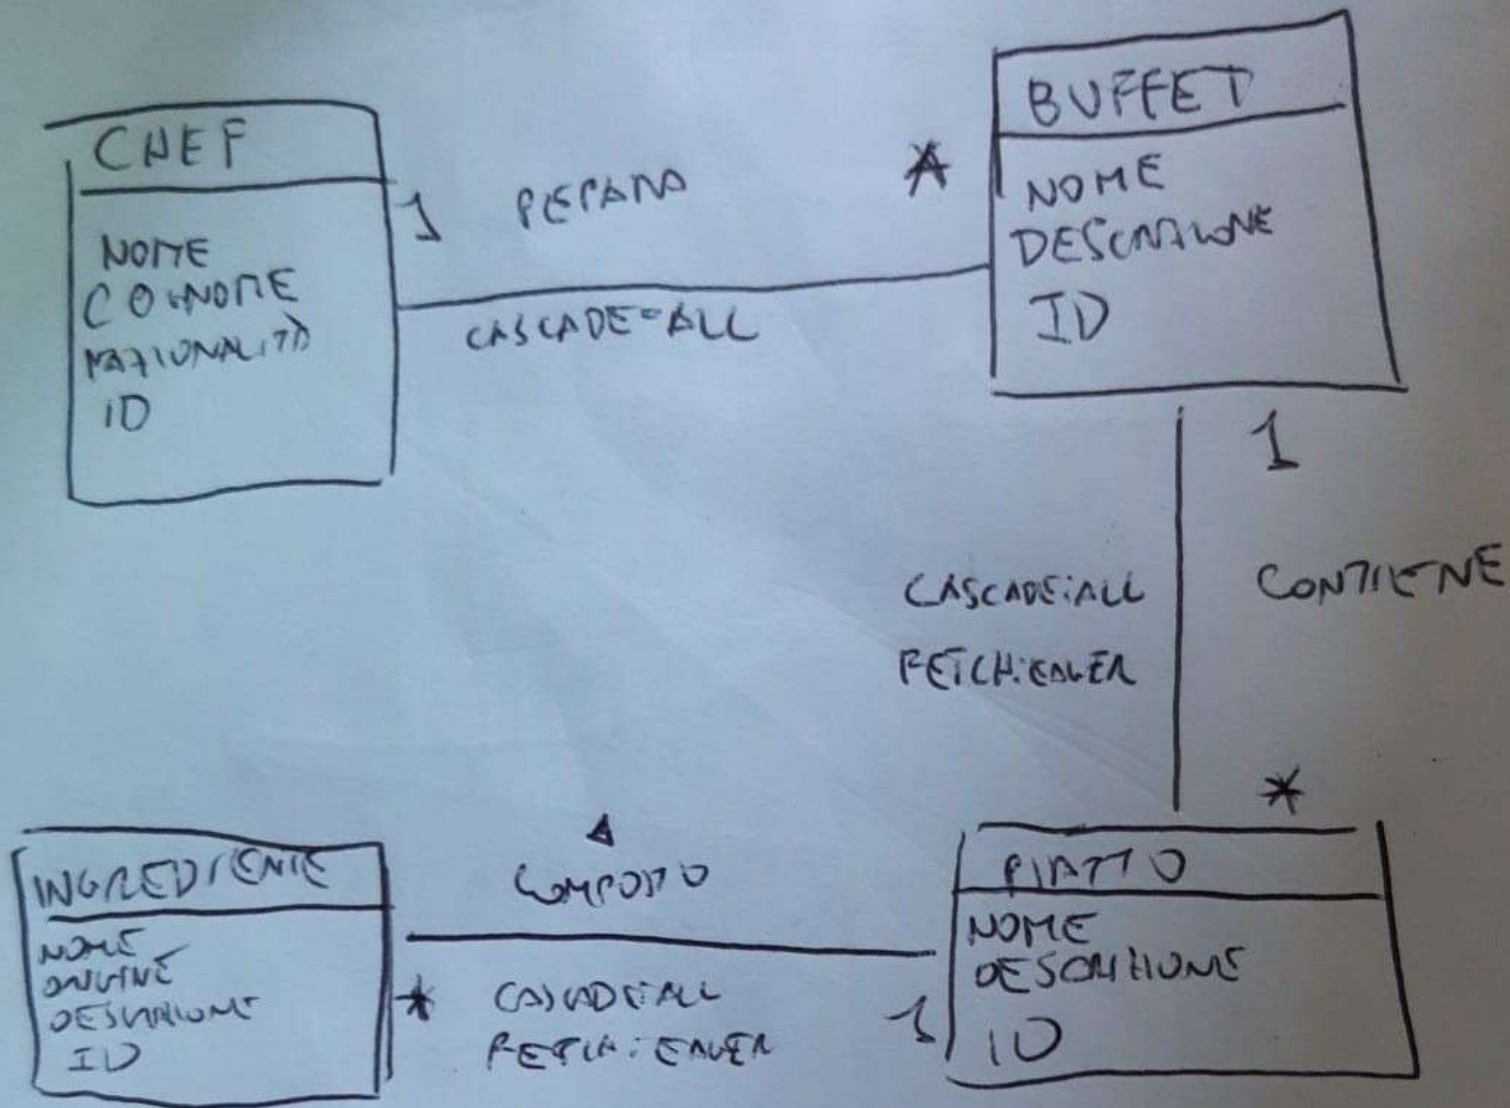 CHEF
NOME
COGNOME
NAZIONALITÀ
ID
1 PEPARA *
CASCADE=ALL
BUFFET
NOME
DESCRIZIONE
ID
1
CASCADE:ALL
FETCH:EAGER
CONTIENE
*
PIATTO
NOME
DESCRIZIONE
ID
COMPOSTO
* CASCADE:ALL 1
FETCH:EAGER
INGREDIENTE
NOME
ORIGINE
DESCRIZIONE
ID